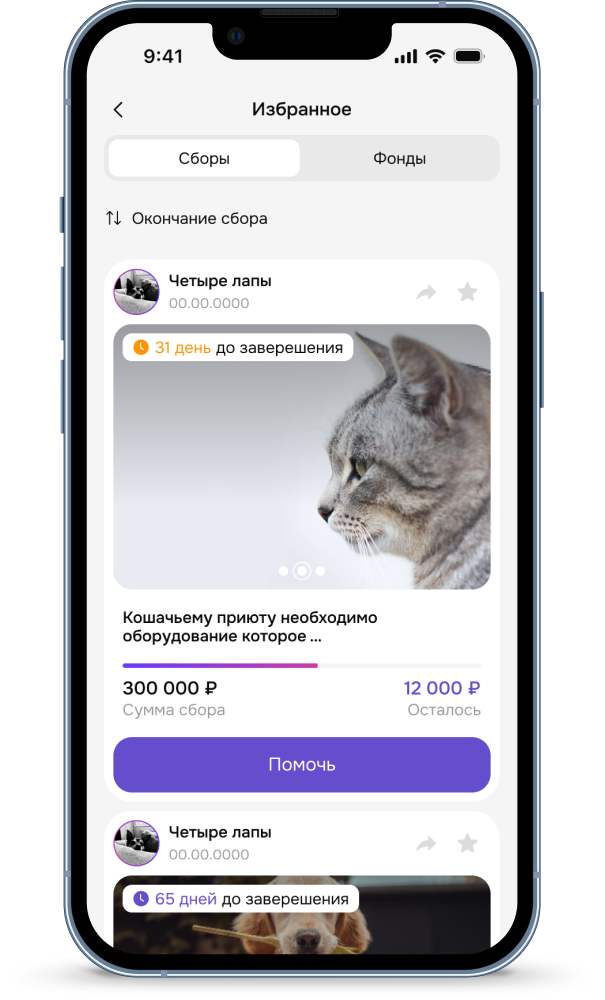 9:41
Избранное
Сборы
Фонды
Окончание сбора
Четыре лапы
00.00.0000
31 день до заверешения
Кошачьему приюту необходимо
оборудование которое ...
300 000 ₽
12 000 ₽
Сумма сбора
Осталось
Помочь
Четыре лапы
00.00.0000
65 дней до заверешения